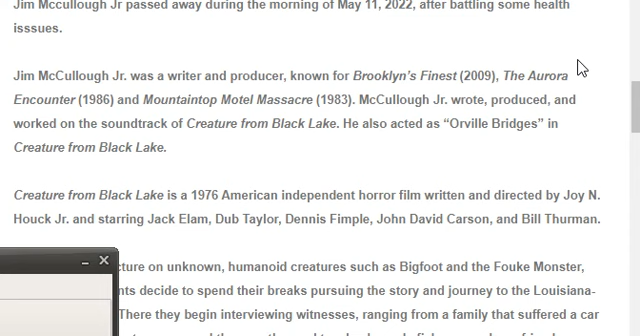 Jim Mccullough Jr passed away during the morning of May 11, 2022, after battling some health
isssues.
Jim McCullough Jr. was a writer and producer, known for Brooklyn's Finest (2009), The Aurora
Encounter (1986) and Mountaintop Motel Massacre (1983). McCullough Jr. wrote, produced, and
worked on the soundtrack of Creature from Black Lake. He also acted as “Orville Bridges” in
Creature from Black Lake.
Creature from Black Lake is a 1976 American independent horror film written and directed by Joy N.
Houck Jr. and starring Jack Elam, Dub Taylor, Dennis Fimple, John David Carson, and Bill Thurman.
cture on unknown, humanoid creatures such as Bigfoot and the Fouke Monster,
nts decide to spend their breaks pursuing the story and journey to the Louisiana-
There they begin interviewing witnesses, ranging from a family that suffered a car